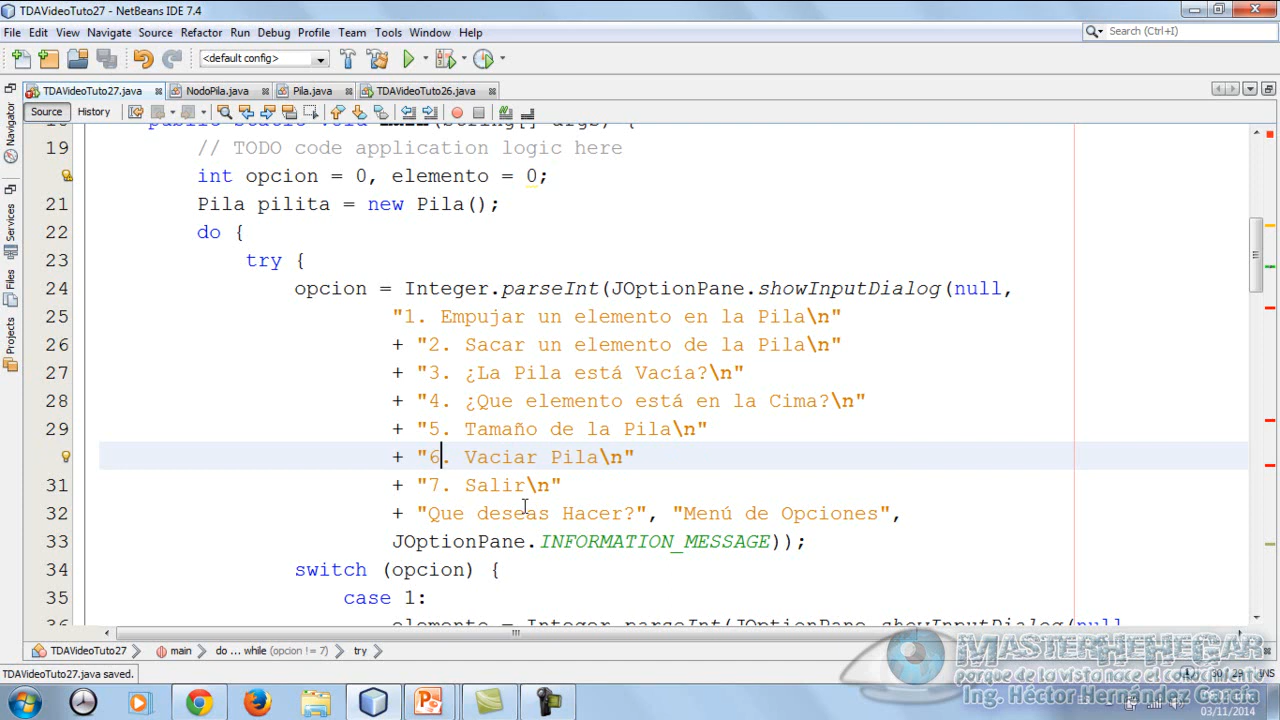 TDAVideoTuto27 - NetBeans IDE 7.4
File Edit View Navigate Source Refactor Run Debug Profile Team Tools Window Help
Search (Ctrl+I)
<default config>
TDAVideoTuto27.java NodoPila.java Pila.java TDAVideoTuto26.java
Source History
Navigator
Services
Files
Projects
19 // TODO code application logic here
int opcion = 0, elemento = 0;
21 Pila pilita = new Pila();
22 do {
23 try {
24 opcion = Integer.parseInt(JOptionPane.showInputDialog(null,
25 "1. Empujar un elemento en la Pila\n"
26 + "2. Sacar un elemento de la Pila\n"
27 + "3. ¿La Pila está Vacía?\n"
28 + "4. ¿Que elemento está en la Cima?\n"
29 + "5. Tamaño de la Pila\n"
+ "6. Vaciar Pila\n"
31 + "7. Salir\n"
32 + "Que deseas Hacer?", "Menú de Opciones",
33 JOptionPane.INFORMATION_MESSAGE));
34 switch (opcion) {
35 case 1:
TDAVideoTuto27 main do ... while (opcion != 7) try
TDAVideoTuto27.java saved.
INS
MASTERHEHEGAR
porque de la vista nace el conocimiento
Ing. Héctor Hernández García
03/11/2014